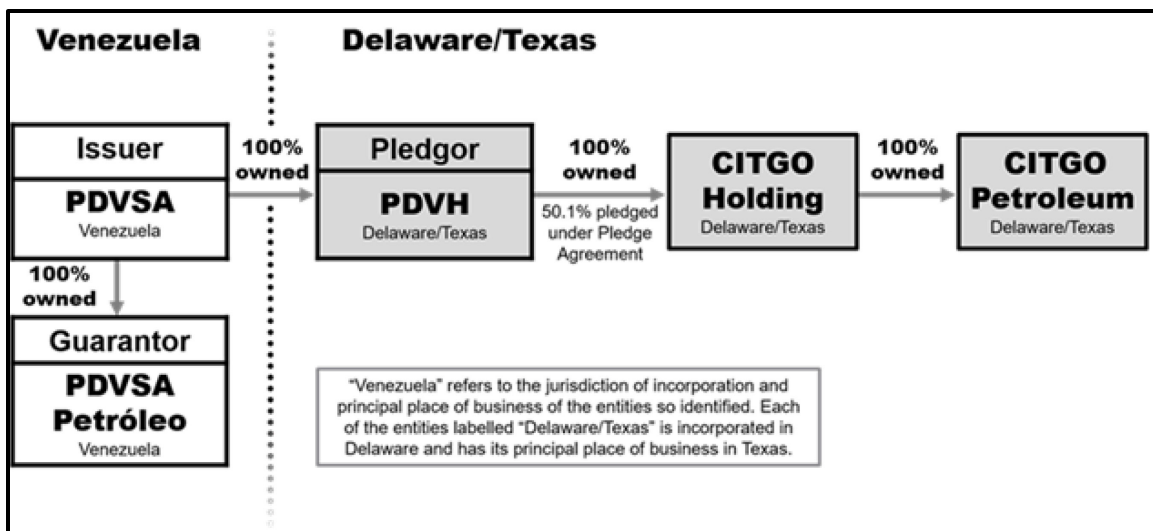 Venezuela
Delaware/Texas
Issuer
PDVSA
Venezuela
100%
owned
Pledgor
PDVH
Delaware/Texas
100%
owned
50.1% pledged
under Pledge
Agreement
CITGO
Holding
Delaware/Texas
100%
owned
CITGO
Petroleum
Delaware/Texas
100%
owned
Guarantor
PDVSA
Petróleo
Venezuela
“Venezuela” refers to the jurisdiction of incorporation and
principal place of business of the entities so identified. Each
of the entities labelled “Delaware/Texas” is incorporated in
Delaware and has its principal place of business in Texas.